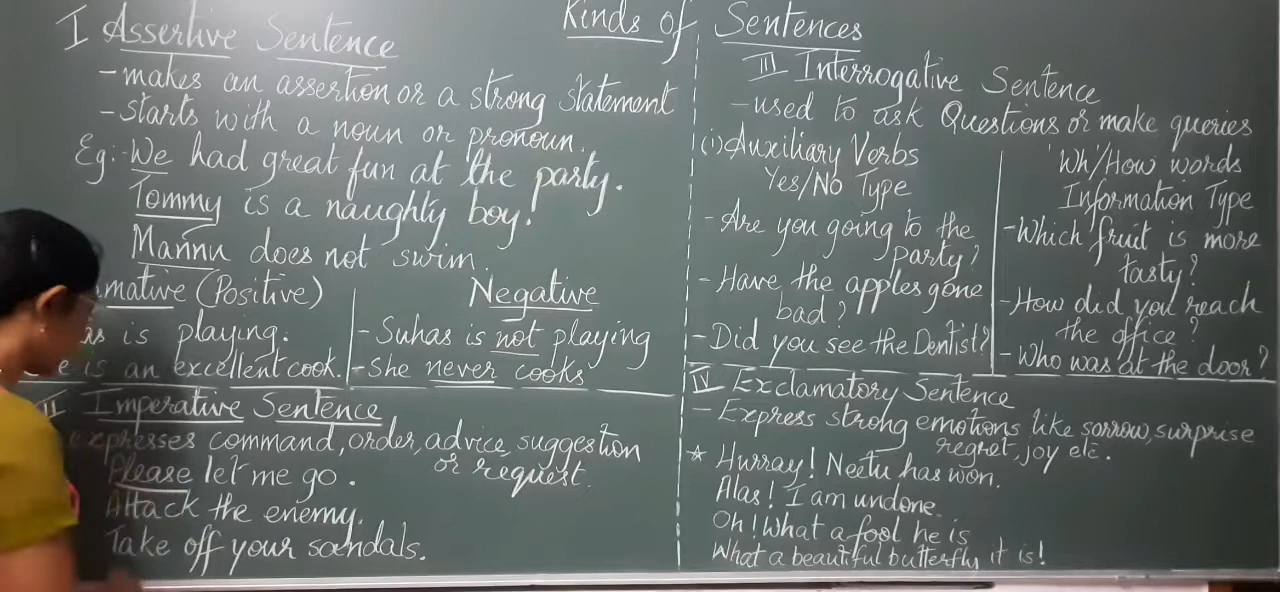 Kinds of Sentences
I Assertive Sentence
- makes an assertion or a strong statement
- starts with a noun or pronoun.
Eg:- We had great fun at the party.
Tommy is a naughty boy.
Mannu does not swim.
(Positive)
is playing.
is an excellent cook.
Negative
- Suhas is not playing
- She never cooks
II Imperative Sentence
expresses command, order, advice, suggestion
or request.
Please let me go.
Attack the enemy.
Take off your sandals.
III Interrogative Sentence
- used to ask Questions or make queries
(i) Auxiliary Verbs
Yes/No Type
- Are you going to the
party?
- Have the apples gone
bad?
- Did you see the Dentist?
'Wh'/How words
Information Type
- Which fruit is more
tasty?
- How did you reach
the office?
- Who was at the door?
IV Exclamatory Sentence
- Express strong emotions like sorrow, surprise
regret, joy etc.
* Hurray! Neetu has won.
Alas! I am undone.
Oh! What a fool he is
What a beautiful butterfly it is!